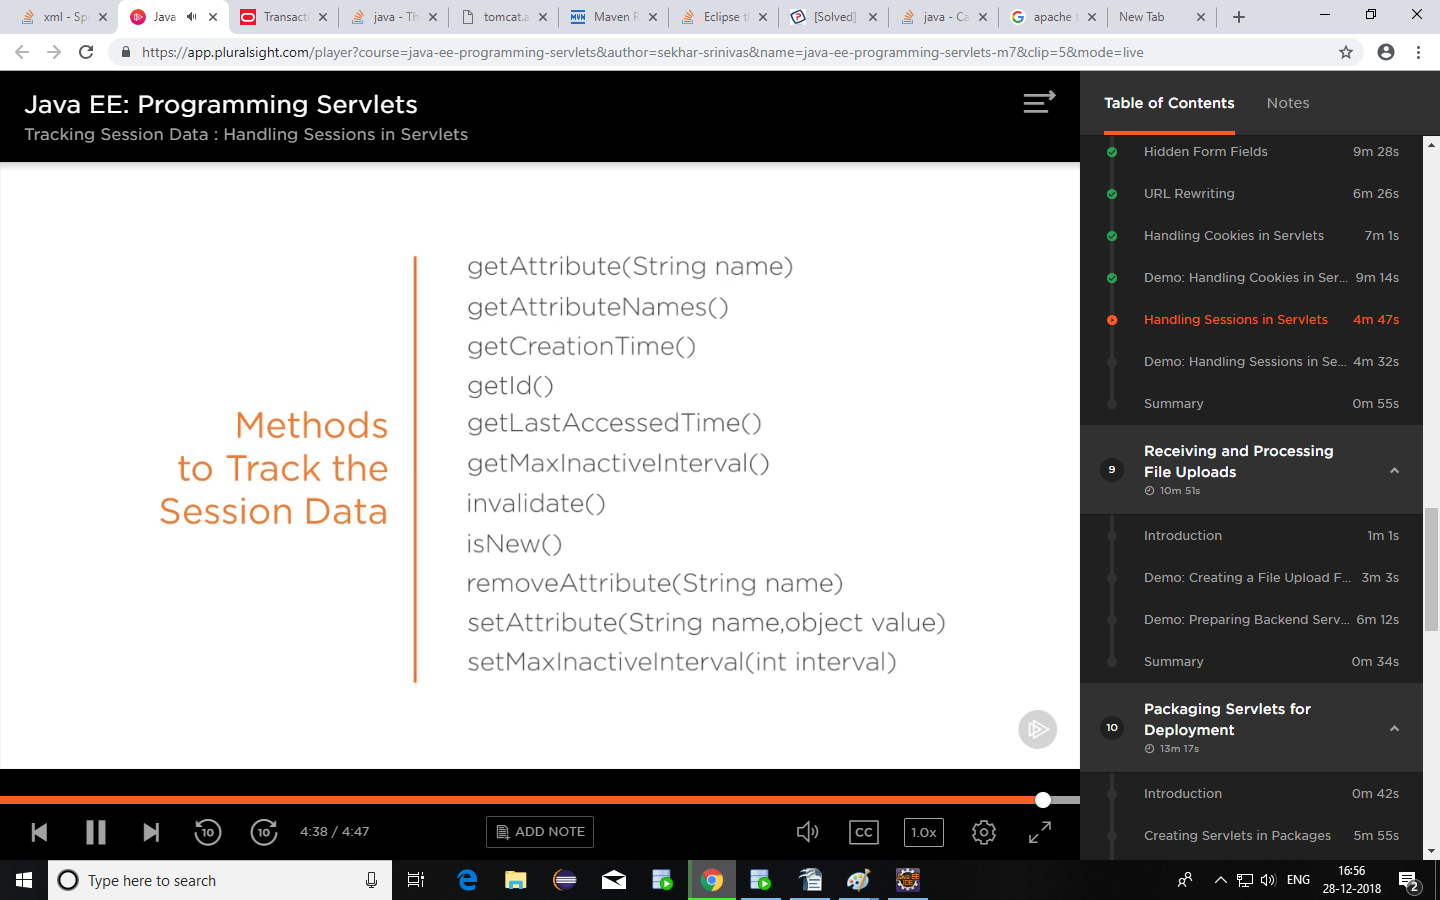 xml - Spr
Java
Transacti
java - Th
tomcat.a
Maven R
Eclipse ti
[Solved]
java - Ca
apache t
New Tab
https://app.pluralsight.com/player?course=java-ee-programming-servlets&author=sekhar-srinivas&name=java-ee-programming-servlets-m7&clip=5&mode=live
Java EE: Programming Servlets
Tracking Session Data : Handling Sessions in Servlets
Methods
to Track the
Session Data
getAttribute(String name)
getAttributeNames()
getCreationTime()
getId()
getLastAccessedTime()
getMaxInactiveInterval()
invalidate()
isNew()
removeAttribute(String name)
setAttribute(String name,object value)
setMaxInactiveInterval(int interval)
10
10
4:38 / 4:47
ADD NOTE
CC
1.0x
Table of Contents
Notes
Hidden Form Fields 9m 28s
URL Rewriting 6m 26s
Handling Cookies in Servlets 7m 1s
Demo: Handling Cookies in Ser... 9m 14s
Handling Sessions in Servlets 4m 47s
Demo: Handling Sessions in Se... 4m 32s
Summary 0m 55s
9
Receiving and Processing
File Uploads
10m 51s
Introduction 1m 1s
Demo: Creating a File Upload F... 3m 3s
Demo: Preparing Backend Serv... 6m 12s
Summary 0m 34s
10
Packaging Servlets for
Deployment
13m 17s
Introduction 0m 42s
Creating Servlets in Packages 5m 55s
Type here to search
ENG
16:56
28-12-2018
2